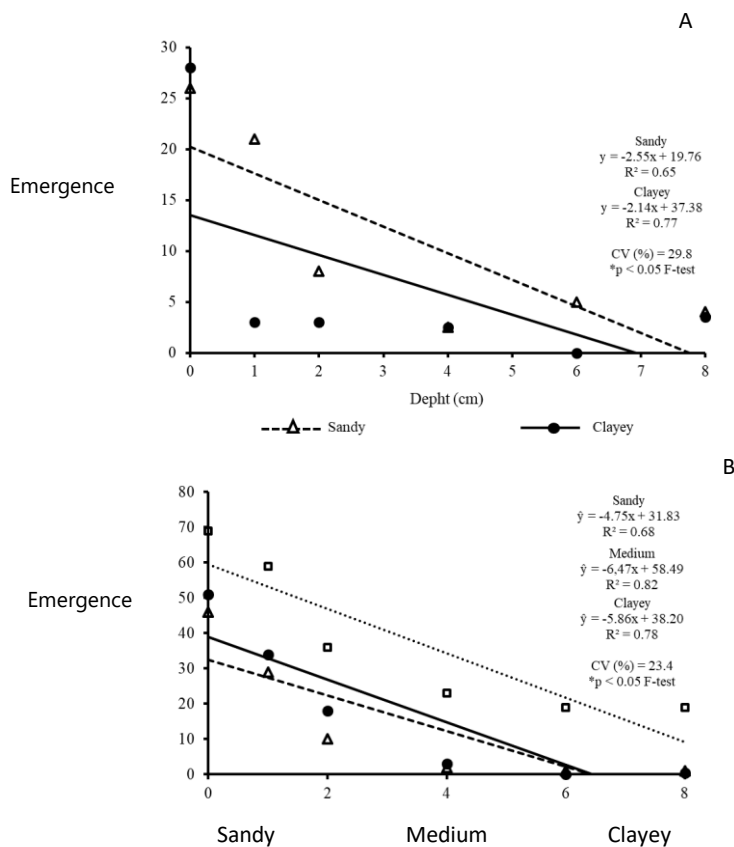 A
30
25
20
15
10
5
0
Emergence
Sandy
y = -2.55x + 19.76
R² = 0.65
Clayey
y = -2.14x + 37.38
R² = 0.77
CV (%) = 29.8
*p < 0.05 F-test
0 1 2 3 4 5 6 7 8
Depht (cm)
Sandy Clayey
B
80
70
60
50
40
30
20
10
0
Emergence
Sandy
ŷ = -4.75x + 31.83
R² = 0.68
Medium
ŷ = -6,47x + 58.49
R² = 0.82
Clayey
ŷ = -5.86x + 38.20
R² = 0.78
CV (%) = 23.4
*p < 0.05 F-test
0 2 4 6 8
Sandy Medium Clayey